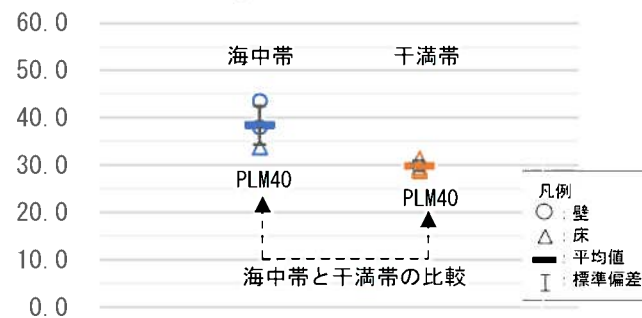 60.0
50.0
40.0
30.0
20.0
10.0
0.0
海中帯 干満帯
PLM40 PLM40
海中帯と干満帯の比較
凡例
○ : 壁
△ : 床
━ : 平均値
I : 標準偏差